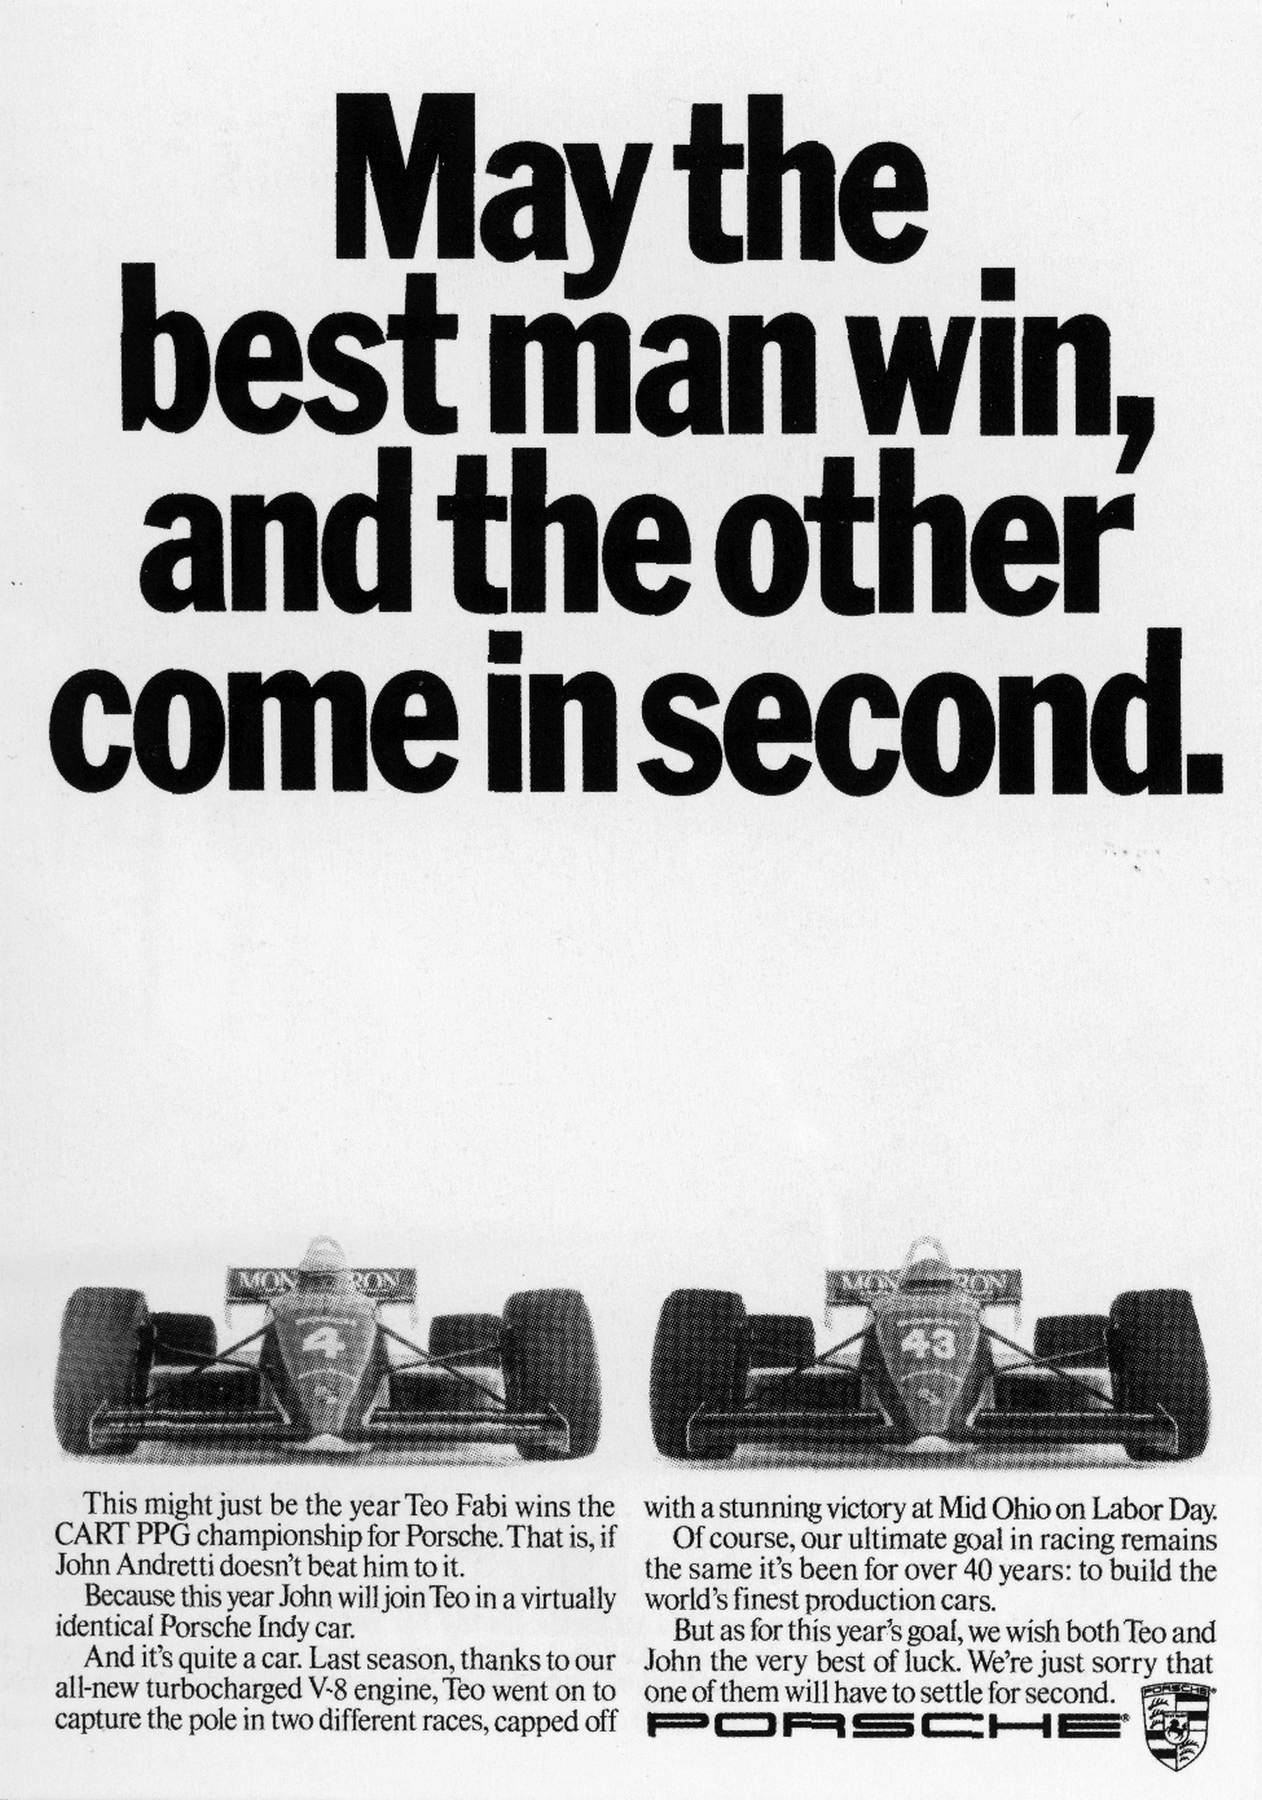 May the
best man win,
and the other
come in second.
4
43
This might just be the year Teo Fabi wins the
CART PPG championship for Porsche. That is, if
John Andretti doesn't beat him to it.
Because this year John will join Teo in a virtually
identical Porsche Indy car.
And it's quite a car. Last season, thanks to our
all-new turbocharged V-8 engine, Teo went on to
capture the pole in two different races, capped off
with a stunning victory at Mid Ohio on Labor Day.
Of course, our ultimate goal in racing remains
the same it's been for over 40 years: to build the
world's finest production cars.
But as for this year's goal, we wish both Teo and
John the very best of luck. We're just sorry that
one of them will have to settle for second.
PORSCHE®
PORSCHE®